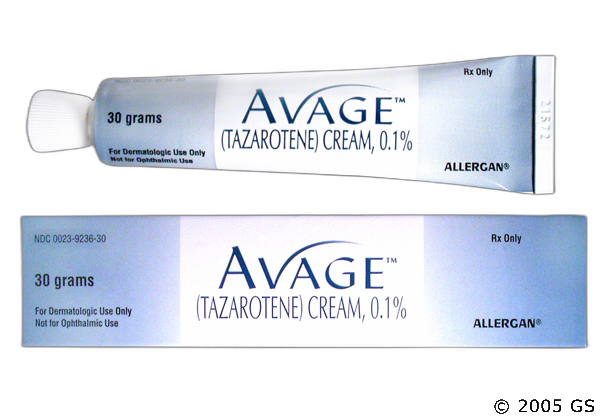 Rx Only
21572
30 grams
AVAGE™
(TAZAROTENE) CREAM, 0.1%
For Dermatologic Use Only
Not for Ophthalmic Use
ALLERGAN®
NDC 0023-9236-30
Rx Only
30 grams
AVAGE™
(TAZAROTENE) CREAM, 0.1%
For Dermatologic Use Only
Not for Ophthalmic Use
ALLERGAN®
© 2005 GS